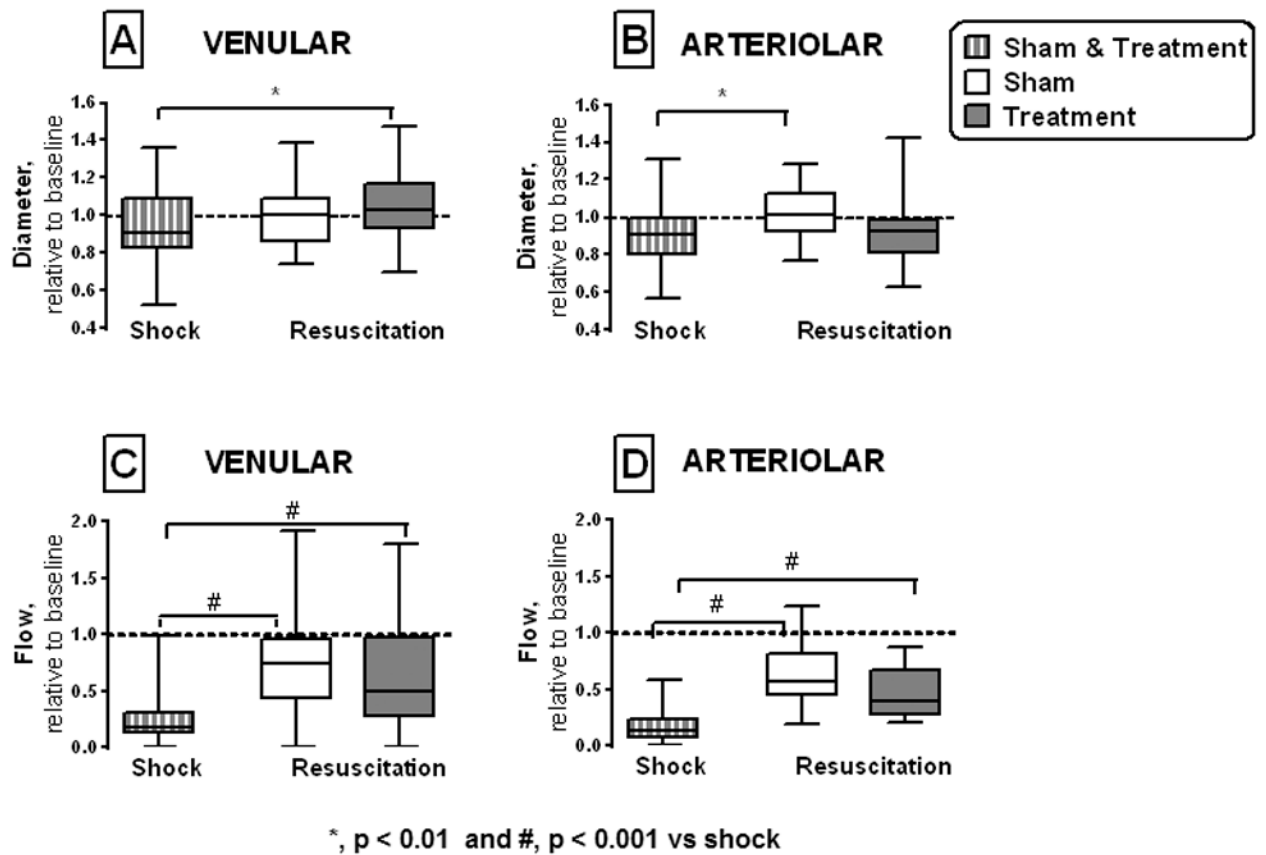 A VENULAR
Diameter,
relative to baseline
1.6
1.4
1.2
1.0
0.8
0.6
0.4
*
Shock Resuscitation
B ARTERIOLAR
Diameter,
relative to baseline
1.6
1.4
1.2
1.0
0.8
0.6
0.4
*
Shock Resuscitation
Sham & Treatment
Sham
Treatment
C VENULAR
Flow,
relative to baseline
2.0
1.5
1.0
0.5
0.0
#
#
Shock Resuscitation
D ARTERIOLAR
Flow,
relative to baseline
2.0
1.5
1.0
0.5
0.0
#
#
Shock Resuscitation
*, p < 0.01 and #, p < 0.001 vs shock